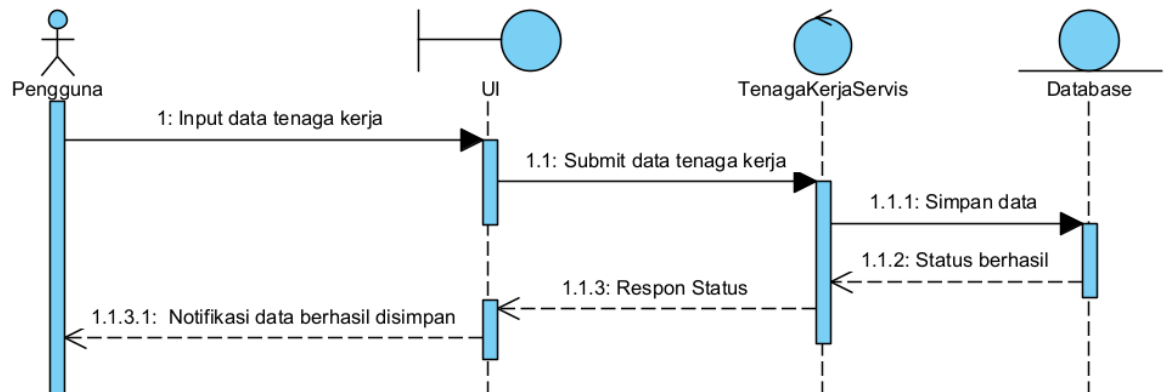 Pengguna
UI
TenagaKerjaServis
Database
1: Input data tenaga kerja
1.1: Submit data tenaga kerja
1.1.1: Simpan data
1.1.2: Status berhasil
1.1.3: Respon Status
1.1.3.1: Notifikasi data berhasil disimpan